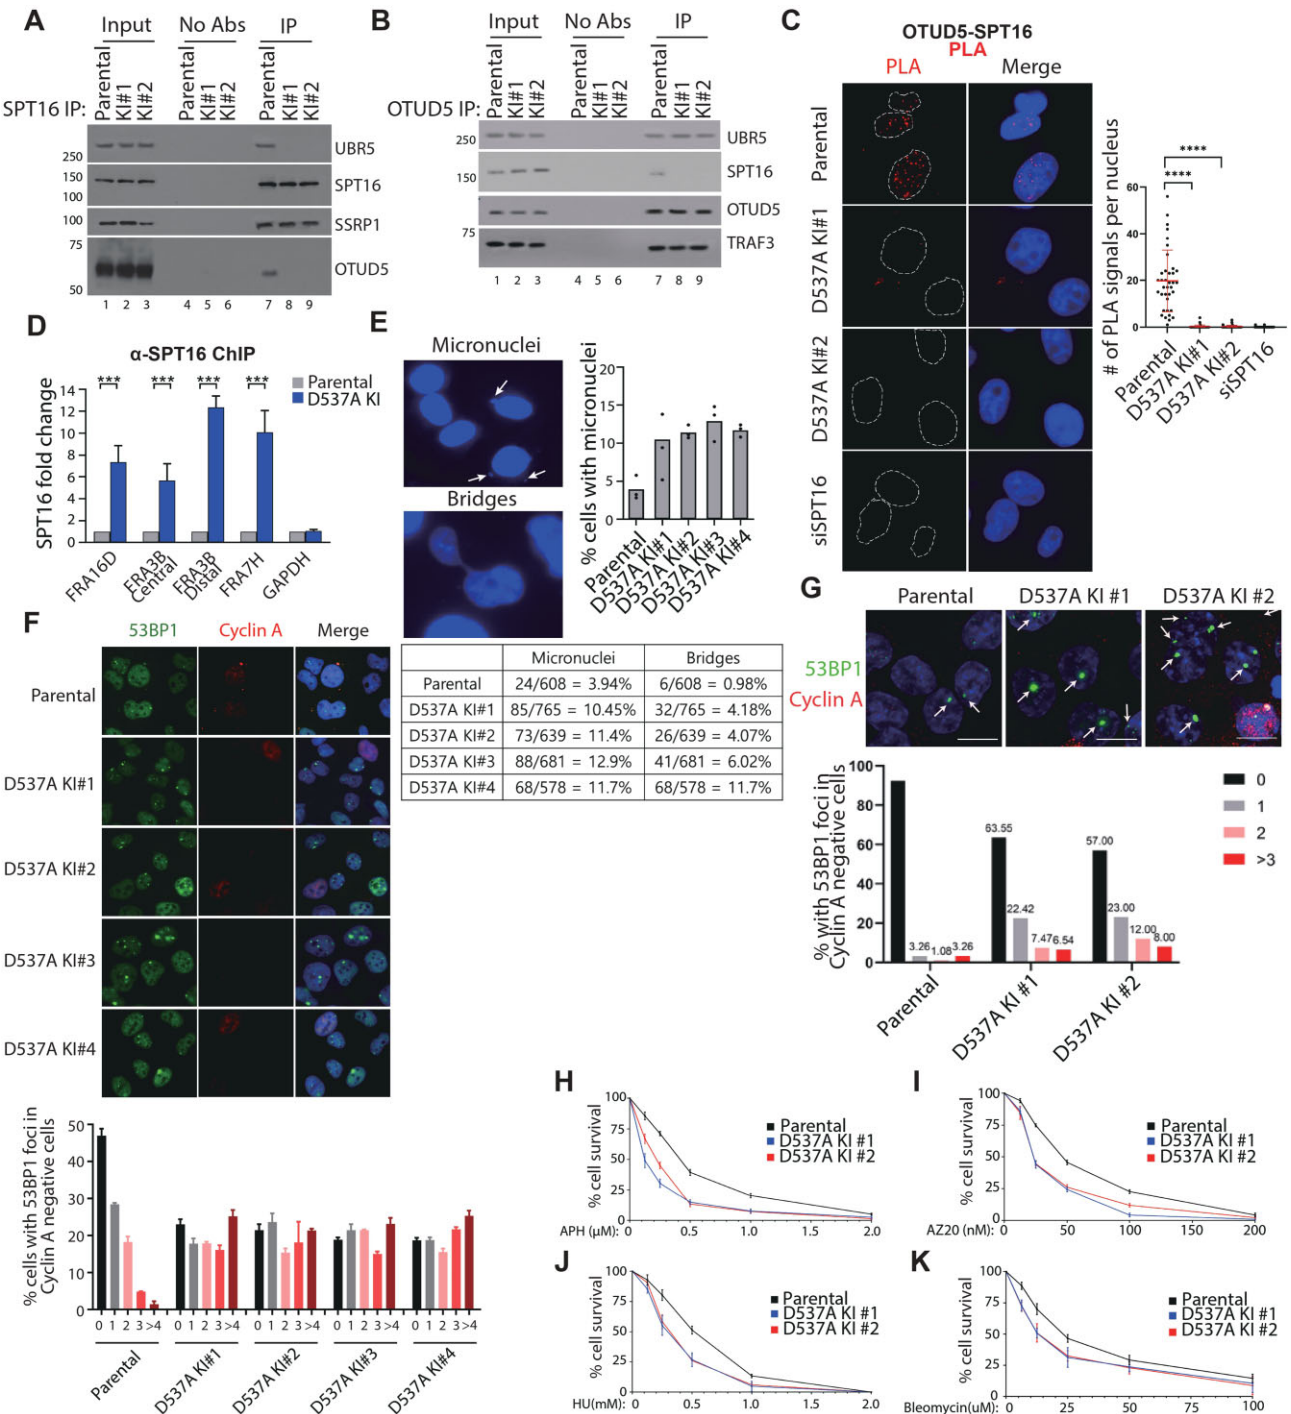 A
Input
No Abs
IP
SPT16 IP:
Parental
KI#1
KI#2
Parental
KI#1
KI#2
Parental
KI#1
KI#2
250
UBR5
150
100
SPT16
100
SSRP1
75
50
OTUD5
1 2 3 4 5 6 7 8 9
B
Input
No Abs
IP
OTUD5 IP:
Parental
KI#1
KI#2
Parental
KI#1
KI#2
Parental
KI#1
KI#2
250
UBR5
150
SPT16
OTUD5
75
TRAF3
1 2 3 4 5 6 7 8 9
C
OTUD5-SPT16
PLA
PLA
Merge
Parental
D537A KI#1
D537A KI#2
siSPT16
# of PLA signals per nucleus
60
40
20
0
****
****
Parental
D537A KI#1
D537A KI#2
siSPT16
D
α-SPT16 ChIP
SPT16 fold change
14
12
10
8
6
4
2
0
*** *** *** ***
Parental
D537A KI
FRA16D
FRA3B
Central
FRA3B
Distal
FRA7H
GAPDH
E
Micronuclei
Bridges
% cells with micronuclei
20
15
10
5
0
Parental
D537A KI#1
D537A KI#2
D537A KI#3
D537A KI#4
Micronuclei Bridges
Parental 24/608 = 3.94% 6/608 = 0.98%
D537A KI#1 85/765 = 10.45% 32/765 = 4.18%
D537A KI#2 73/639 = 11.4% 26/639 = 4.07%
D537A KI#3 88/681 = 12.9% 41/681 = 6.02%
D537A KI#4 68/578 = 11.7% 68/578 = 11.7%
F
53BP1
Cyclin A
Merge
Parental
D537A KI#1
D537A KI#2
D537A KI#3
D537A KI#4
% cells with 53BP1 foci in
Cyclin A negative cells
50
40
30
20
10
0
0 1 2 3 >4 0 1 2 3 >4 0 1 2 3 >4 0 1 2 3 >4 0 1 2 3 >4
Parental
D537A KI#1
D537A KI#2
D537A KI#3
D537A KI#4
G
Parental
D537A KI #1
D537A KI #2
53BP1
Cyclin A
% with 53BP1 foci in
Cyclin A negative cells
100
80
60
40
20
0
3.26 1.08 3.26
63.55 22.42 7.47 6.54
57.00 23.00 12.00 8.00
0
1
2
>3
Parental
D537A KI #1
D537A KI #2
H
% cell survival
100
75
50
25
0
Parental
D537A KI #1
D537A KI #2
APH (μM): 0 0.5 1.0 2.0
I
% cell survival
100
75
50
25
0
Parental
D537A KI #1
D537A KI #2
AZ20 (nM): 0 50 100 150 200
J
% cell survival
100
75
50
25
0
Parental
D537A KI #1
D537A KI #2
HU(mM): 0 0.5 1.0 2.0
K
% cell survival
100
75
50
25
0
Parental
D537A KI #1
D537A KI #2
Bleomycin(uM): 0 25 50 75 100